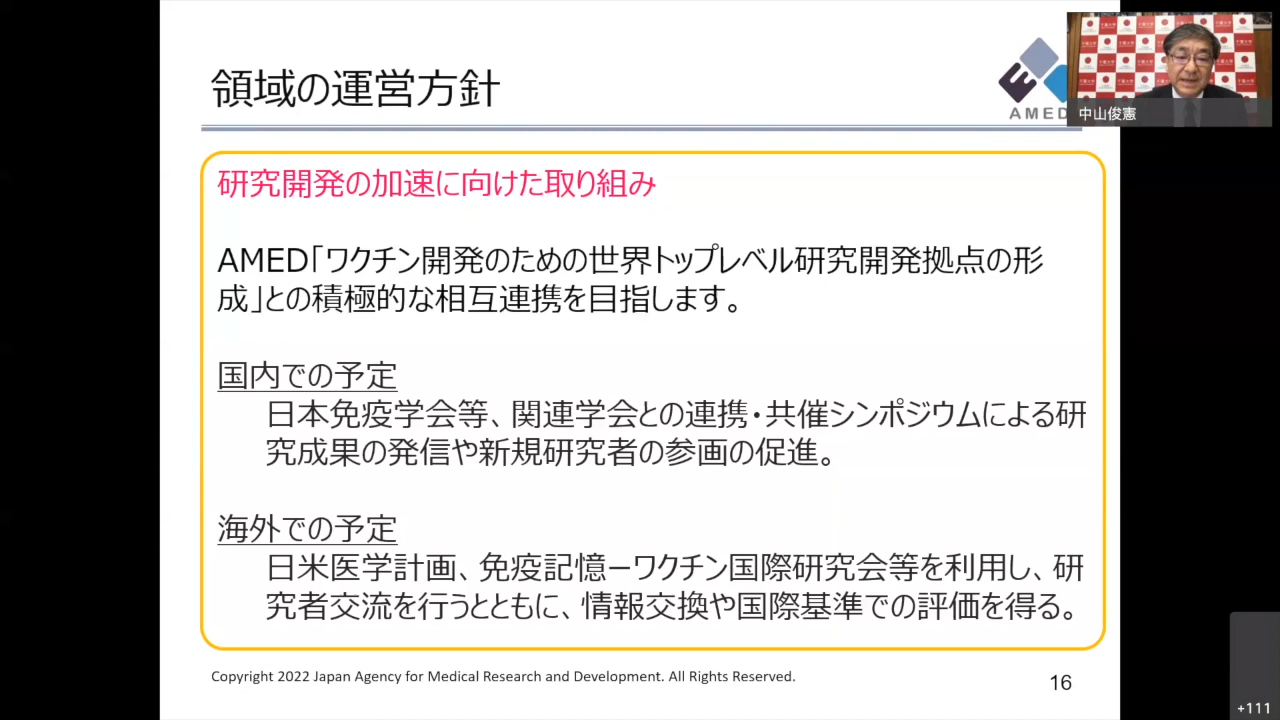 領域の運営方針
AMED
中山俊憲
研究開発の加速に向けた取り組み
AMED「ワクチン開発のための世界トップレベル研究開発拠点の形
成」との積極的な相互連携を目指します。
国内での予定
日本免疫学会等、関連学会との連携・共催シンポジウムによる研
究成果の発信や新規研究者の参画の促進。
海外での予定
日米医学計画、免疫記憶ーワクチン国際研究会等を利用し、研
究者交流を行うとともに、情報交換や国際基準での評価を得る。
Copyright 2022 Japan Agency for Medical Research and Development. All Rights Reserved.
16
+111